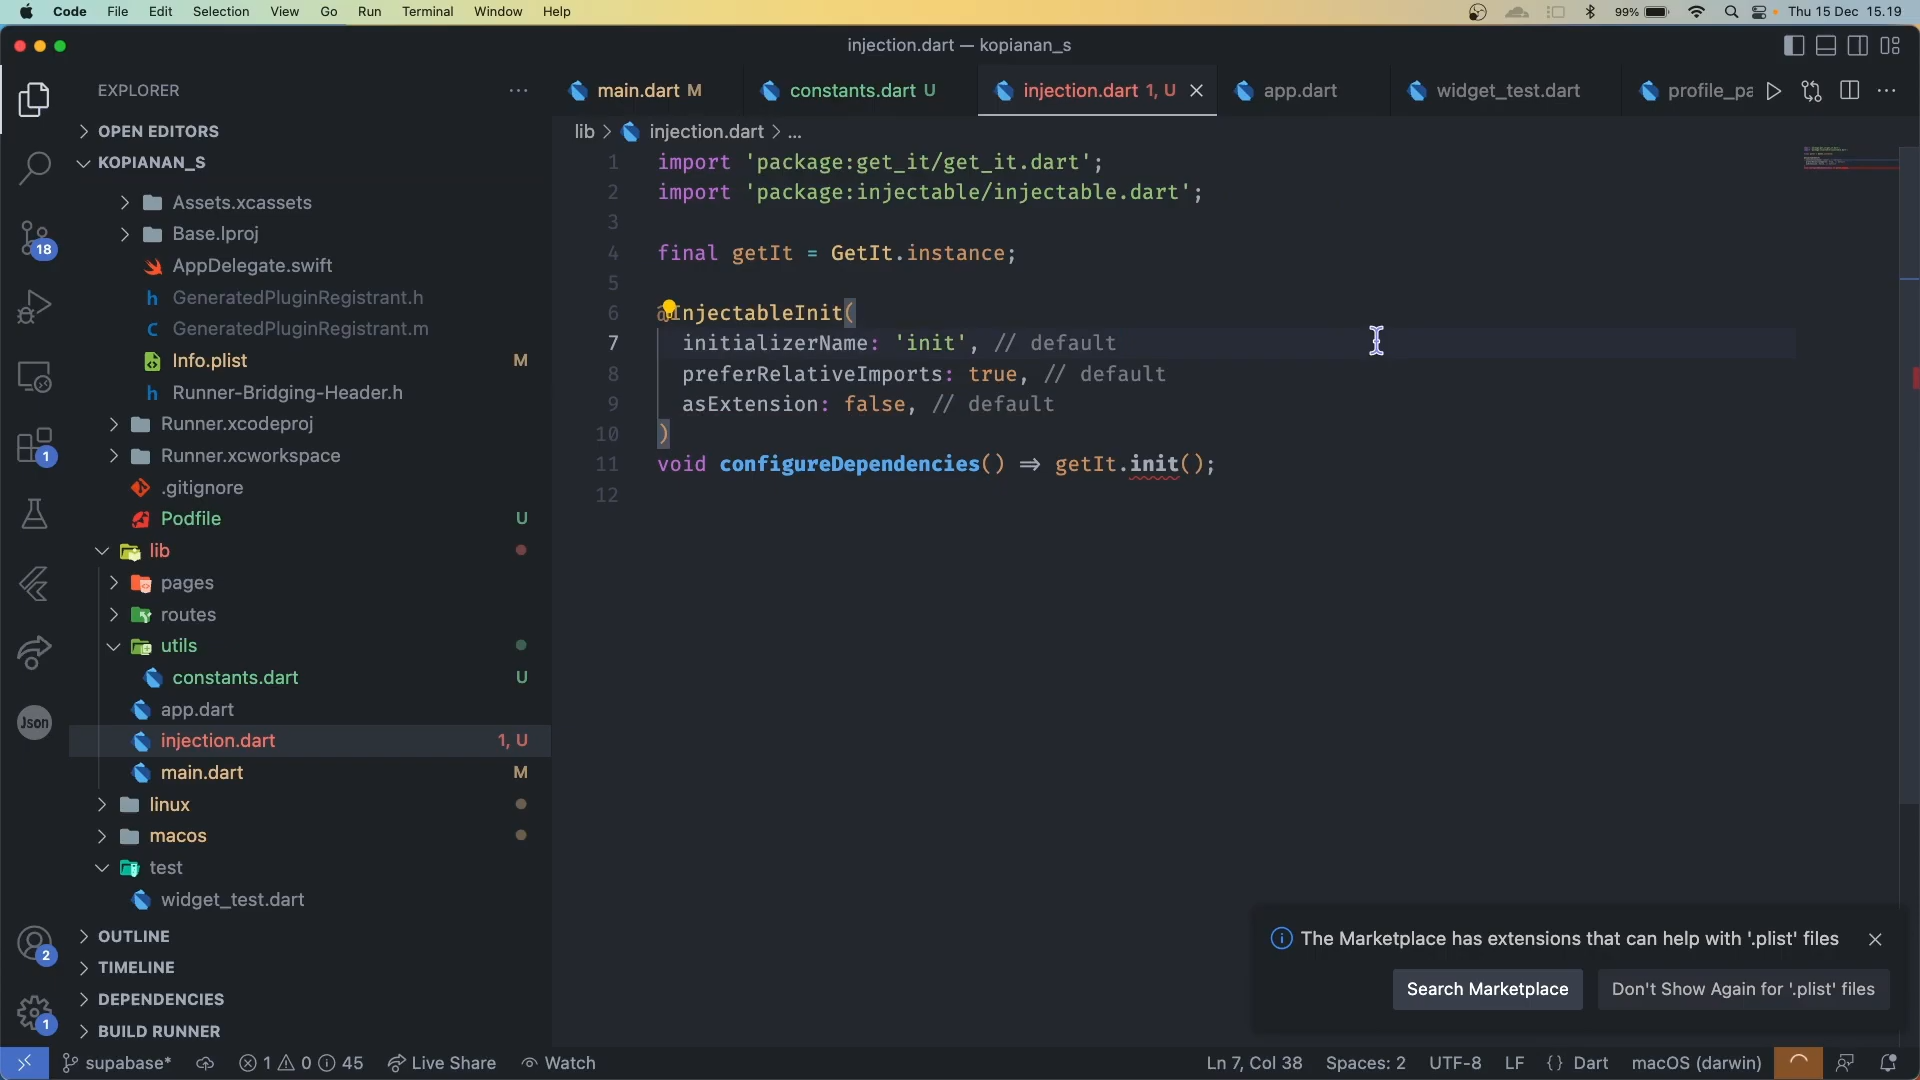 Code File Edit Selection View Go Run Terminal Window Help 99% Thu 15 Dec 15.19
injection.dart — kopianan_s
EXPLORER
OPEN EDITORS
KOPIANAN_S
Assets.xcassets
Base.lproj
AppDelegate.swift
h GeneratedPluginRegistrant.h
C GeneratedPluginRegistrant.m
Info.plist M
h Runner-Bridging-Header.h
Runner.xcodeproj
Runner.xcworkspace
.gitignore
Podfile U
lib
pages
routes
utils
constants.dart U
app.dart
injection.dart 1, U
main.dart M
linux
macos
test
widget_test.dart
OUTLINE
TIMELINE
DEPENDENCIES
BUILD RUNNER
18
1
Json
2
1
main.dart M constants.dart U injection.dart 1, U app.dart widget_test.dart profile_pa
lib > injection.dart > ...
1 import 'package:get_it/get_it.dart';
2 import 'package:injectable/injectable.dart';
3
4 final getIt = GetIt.instance;
5
6 @InjectableInit(
7 initializerName: 'init', // default
8 preferRelativeImports: true, // default
9 asExtension: false, // default
10 )
11 void configureDependencies() => getIt.init();
12
The Marketplace has extensions that can help with '.plist' files
Search Marketplace Don't Show Again for '.plist' files
supabase* 1 0 45 Live Share Watch Ln 7, Col 38 Spaces: 2 UTF-8 LF {} Dart macOS (darwin)